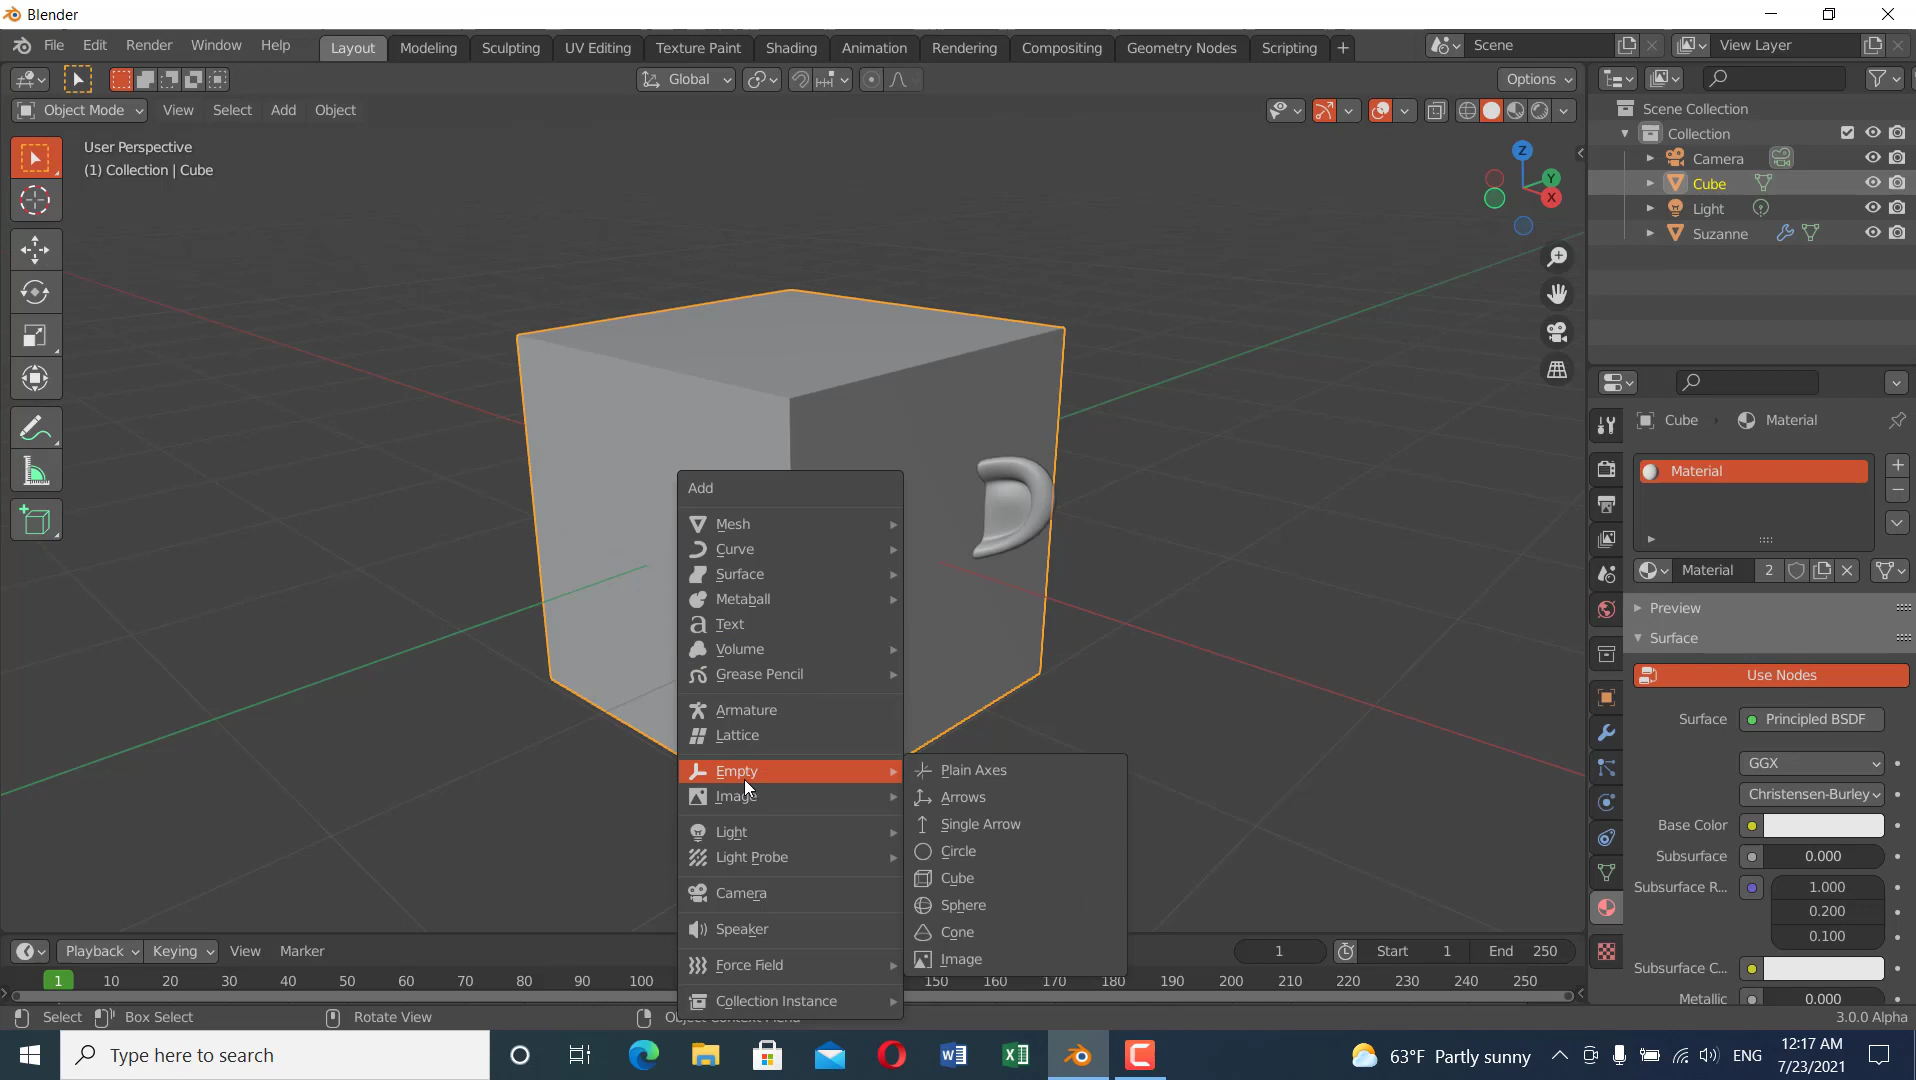 Blender
File Edit Render Window Help Layout Modeling Sculpting UV Editing Texture Paint Shading Animation Rendering Compositing Geometry Nodes Scripting + Scene View Layer
Global Options
Object Mode View Select Add Object
User Perspective
(1) Collection | Cube
Z
Y
X
Scene Collection
Collection
Camera
Cube
Light
Suzanne
Cube Material
Material
Material 2
Preview
Surface
Use Nodes
Surface Principled BSDF
GGX
Christensen-Burley
Base Color
Subsurface 0.000
Subsurface R... 1.000
0.200
0.100
Subsurface C...
Metallic 0.000
Add
Mesh
Curve
Surface
Metaball
Text
Volume
Grease Pencil
Armature
Lattice
Empty
Image
Light
Light Probe
Camera
Speaker
Force Field
Collection Instance
Plain Axes
Arrows
Single Arrow
Circle
Cube
Sphere
Cone
Image
Playback Keying View Marker 1 Start 1 End 250
1 10 20 30 40 50 60 70 80 90 100 150 160 170 180 190 200 210 220 230 240 250
Select Box Select Rotate View Object Context Menu 3.0.0 Alpha
Type here to search 63°F Partly sunny ENG 12:17 AM
7/23/2021